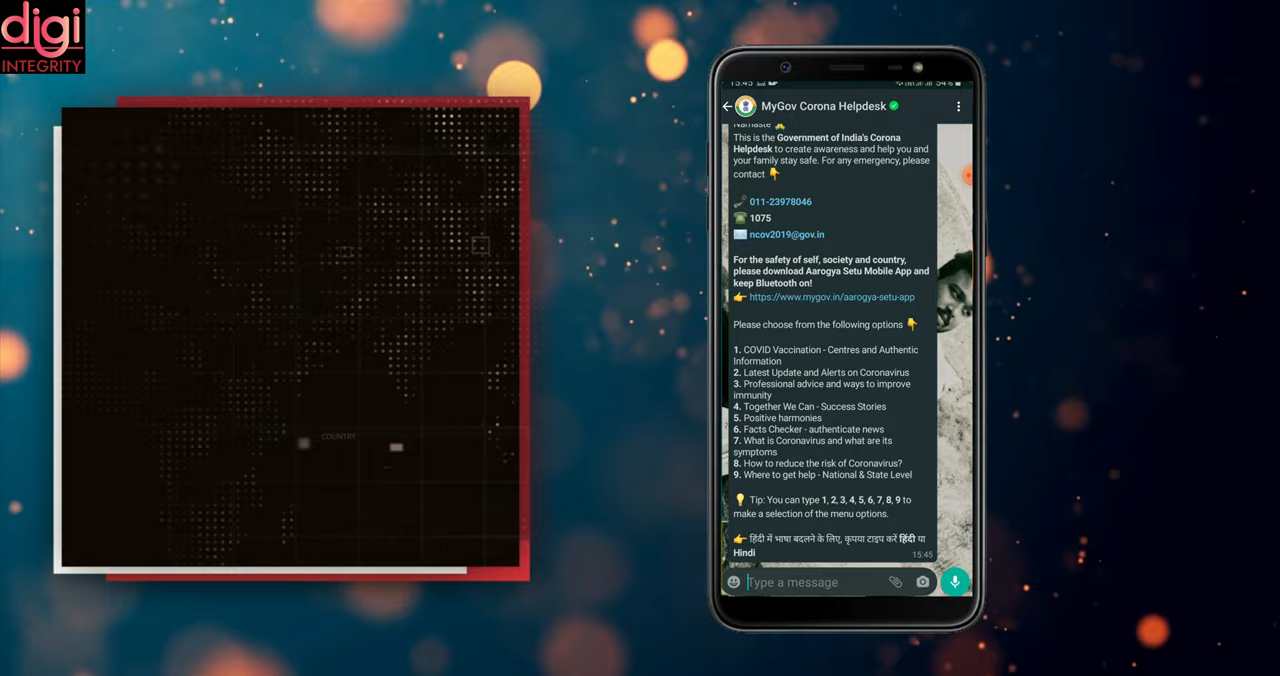 digi
INTEGRITY
COUNTRY
15:45
54%
MyGov Corona Helpdesk
Namaste 🙏
This is the Government of India's Corona
Helpdesk to create awareness and help you and
your family stay safe. For any emergency, please
contact 👇
011-23978046
1075
ncov2019@gov.in
For the safety of self, society and country,
please download Aarogya Setu Mobile App and
keep Bluetooth on!
👉 https://www.mygov.in/aarogya-setu-app
Please choose from the following options 👇
1. COVID Vaccination - Centres and Authentic
Information
2. Latest Update and Alerts on Coronavirus
3. Professional advice and ways to improve
immunity
4. Together We Can - Success Stories
5. Positive harmonies
6. Facts Checker - authenticate news
7. What is Coronavirus and what are its
symptoms
8. How to reduce the risk of Coronavirus?
9. Where to get help - National & State Level
💡 Tip: You can type 1, 2, 3, 4, 5, 6, 7, 8, 9 to
make a selection of the menu options.
👉 हिंदी में भाषा बदलने के लिए, कृपया टाइप करें हिंदी या
Hindi
15:45
Type a message